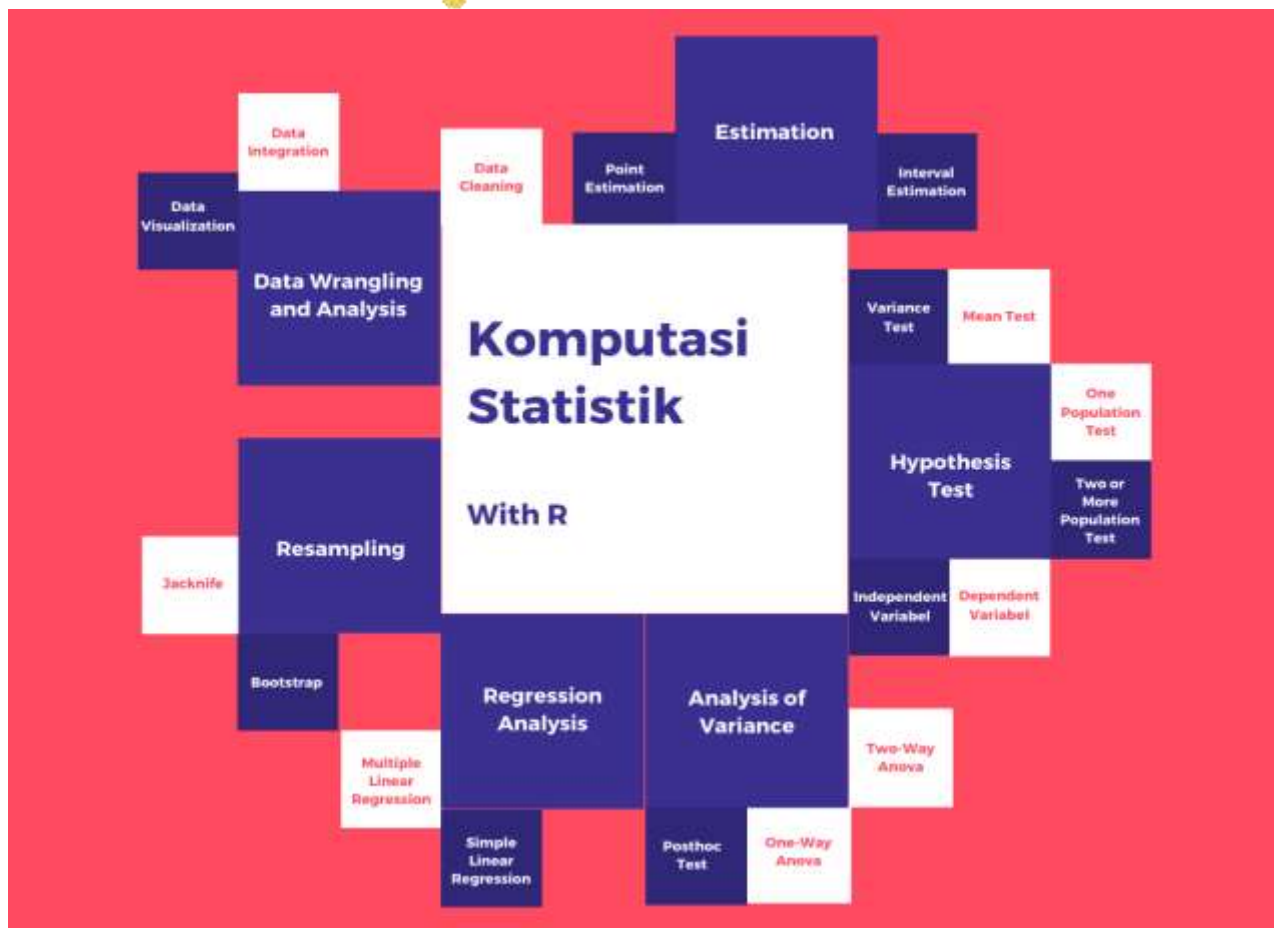 Estimation
Point
Estimation
Interval
Estimation
Data
Integration
Data
Cleaning
Data
Visualization
Data Wrangling
and Analysis
Komputasi
Statistik
With R
Variance
Test
Mean Test
One
Population
Test
Hypothesis
Test
Two or
More
Population
Test
Independent
Variabel
Dependent
Variabel
Resampling
Jacknife
Bootstrap
Regression
Analysis
Analysis of
Variance
Multiple
Linear
Regression
Two-Way
Anova
Simple
Linear
Regression
Posthoc
Test
One-Way
Anova